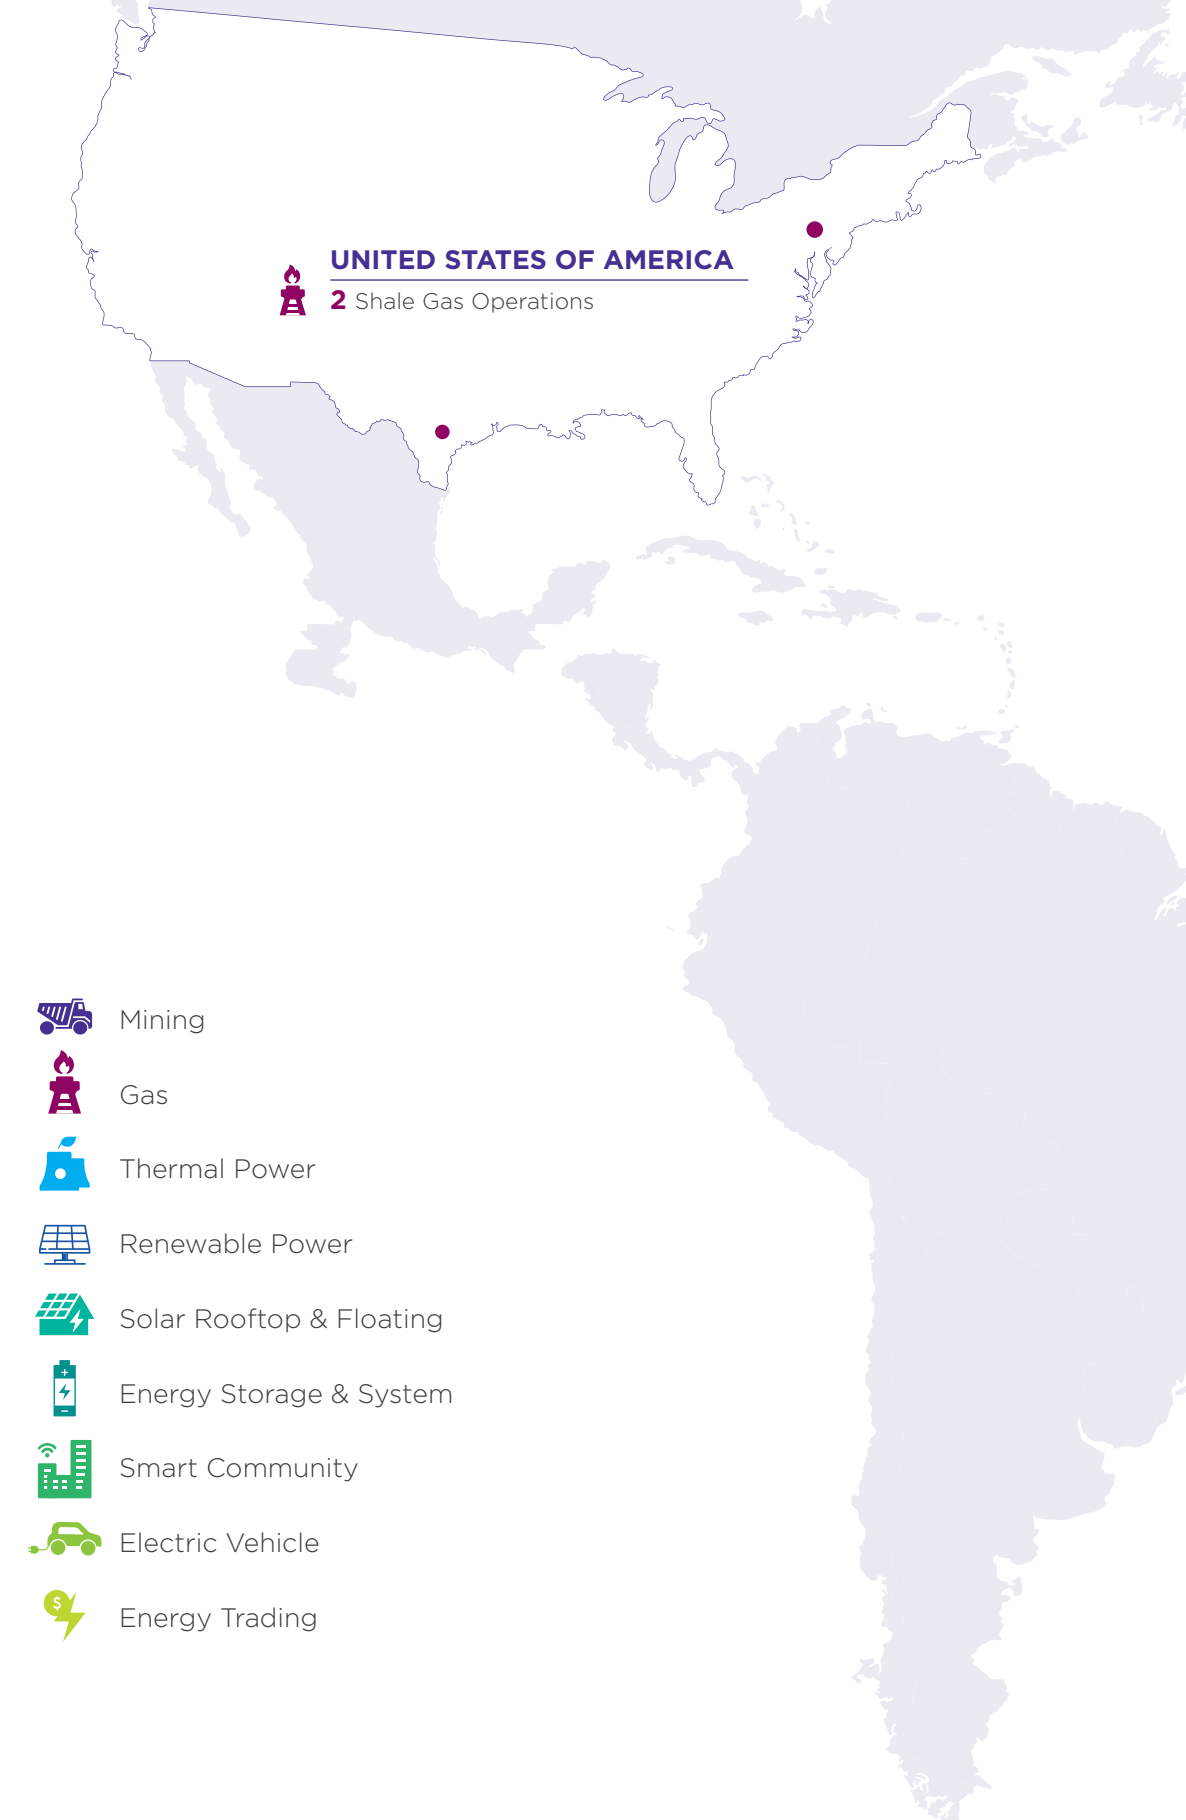 UNITED STATES OF AMERICA
2 Shale Gas Operations
Mining
Gas
Thermal Power
Renewable Power
Solar Rooftop & Floating
Energy Storage & System
Smart Community
Electric Vehicle
$
Energy Trading